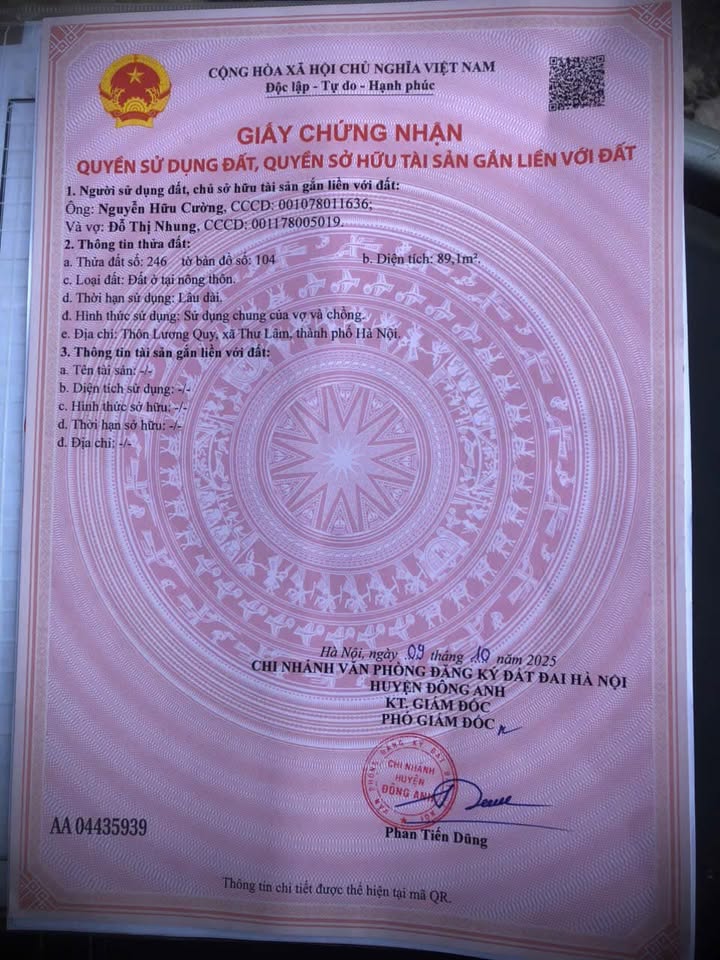 CỘNG HÒA XÃ HỘI CHỦ NGHĨA VIỆT NAM
Độc lập - Tự do - Hạnh phúc
GIẤY CHỨNG NHẬN
QUYỀN SỬ DỤNG ĐẤT, QUYỀN SỞ HỮU TÀI SẢN GẮN LIỀN VỚI ĐẤT
1. Người sử dụng đất, chủ sở hữu tài sản gắn liền với đất:
Ông: Nguyễn Hữu Cường, CCCD: 001078011636;
Và vợ: Đỗ Thị Nhung, CCCD: 001178005019.
2. Thông tin thửa đất:
a. Thửa đất số: 246 tờ bản đồ số: 104 b. Diện tích: 89,1m².
c. Loại đất: Đất ở tại nông thôn.
d. Thời hạn sử dụng: Lâu dài.
đ. Hình thức sử dụng: Sử dụng chung của vợ và chồng.
e. Địa chỉ: Thôn Lương Quy, xã Thư Lâm, thành phố Hà Nội.
3. Thông tin tài sản gắn liền với đất:
a. Tên tài sản: -/-
b. Diện tích sử dụng: -/-
c. Hình thức sở hữu: -/-
d. Thời hạn sở hữu: -/-
đ. Địa chỉ: -/-
Hà Nội, ngày 09 tháng 10 năm 2025
CHI NHÁNH VĂN PHÒNG ĐĂNG KÝ ĐẤT ĐAI HÀ NỘI
HUYỆN ĐÔNG ANH
KT. GIÁM ĐỐC
PHÓ GIÁM ĐỐC
VĂN PHÒNG ĐĂNG KÝ ĐẤT
CHI NHÁNH
HUYỆN
ĐÔNG ANH
Phan Tiến Dũng
AA 04435939
Thông tin chi tiết được thể hiện tại mã QR.